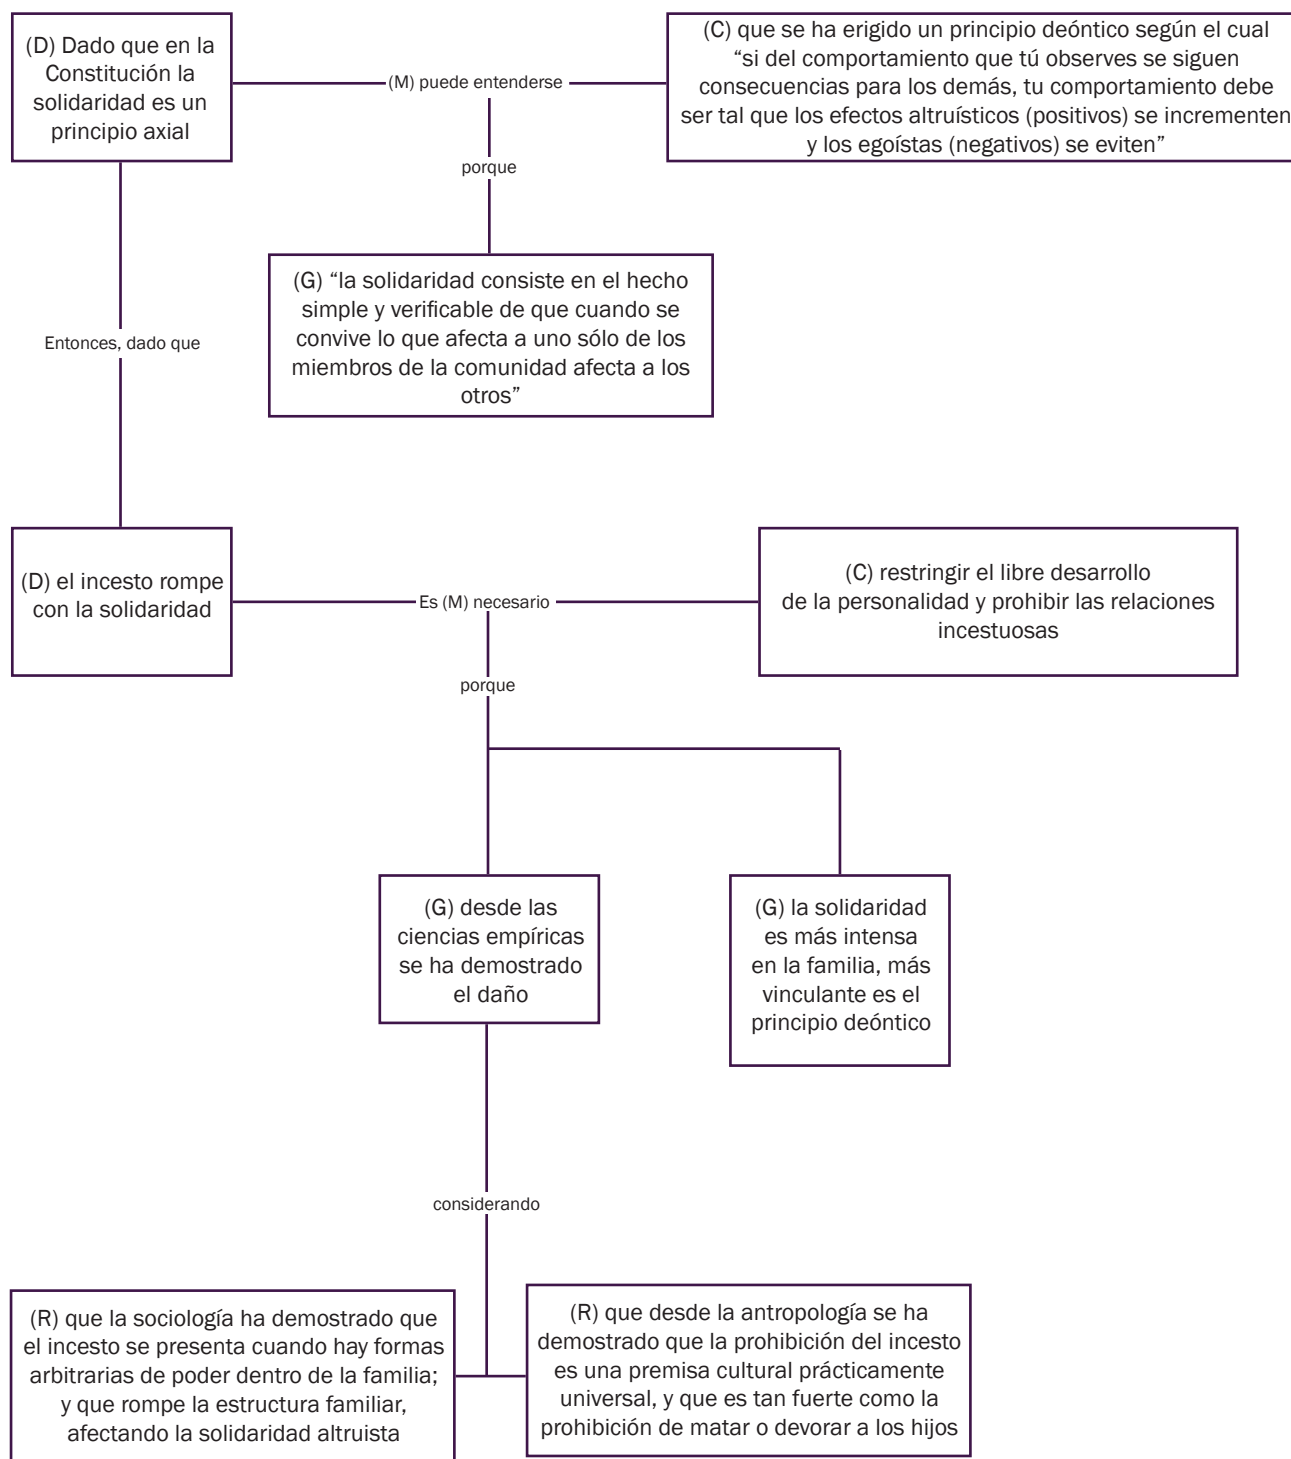 (D) Dado que en la
Constitución la
solidaridad es un
principio axial
(M) puede entenderse
(C) que se ha erigido un principio deóntico según el cual
“si del comportamiento que tú observes se siguen
consecuencias para los demás, tu comportamiento debe
ser tal que los efectos altruísticos (positivos) se incrementen
y los egoístas (negativos) se eviten”
porque
(G) “la solidaridad consiste en el hecho
simple y verificable de que cuando se
convive lo que afecta a uno sólo de los
miembros de la comunidad afecta a los
otros”
Entonces, dado que
(D) el incesto rompe
con la solidaridad
Es (M) necesario
(C) restringir el libre desarrollo
de la personalidad y prohibir las relaciones
incestuosas
porque
(G) desde las
ciencias empíricas
se ha demostrado
el daño
(G) la solidaridad
es más intensa
en la familia, más
vinculante es el
principio deóntico
considerando
(R) que la sociología ha demostrado que
el incesto se presenta cuando hay formas
arbitrarias de poder dentro de la familia;
y que rompe la estructura familiar,
afectando la solidaridad altruista
(R) que desde la antropología se ha
demostrado que la prohibición del incesto
es una premisa cultural prácticamente
universal, y que es tan fuerte como la
prohibición de matar o devorar a los hijos